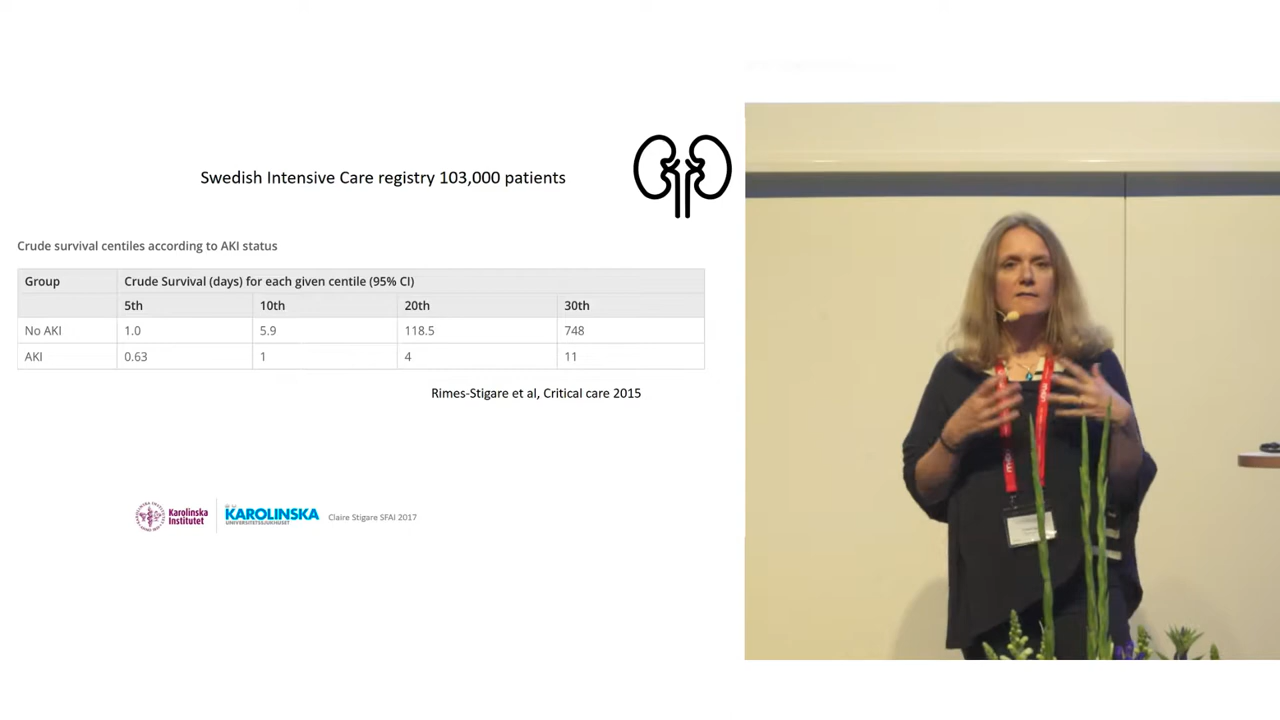 Swedish Intensive Care registry 103,000 patients
Crude survival centiles according to AKI status
Group Crude Survival (days) for each given centile (95% CI)
5th 10th 20th 30th
No AKI 1.0 5.9 118.5 748
AKI 0.63 1 4 11
Rimes-Stigare et al, Critical care 2015
Karolinska
Institutet
KAROLINSKA
UNIVERSITETSSJUKHUSET
Claire Stigare SFAI 2017